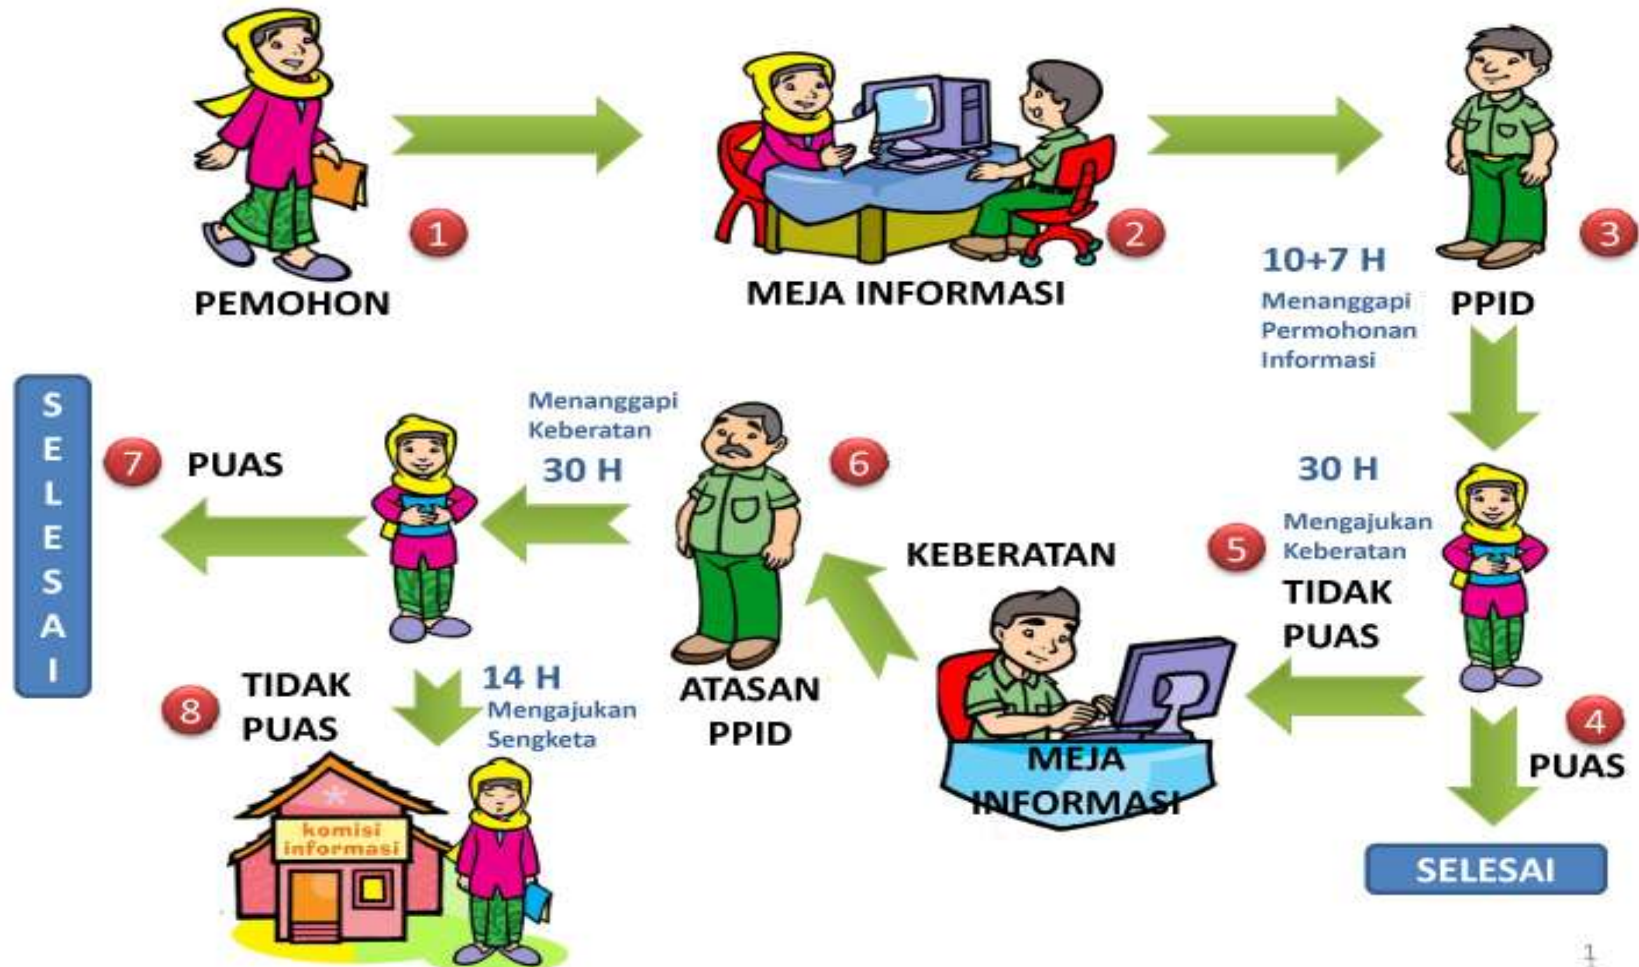 1
PEMOHON
2
MEJA INFORMASI
3
PPID
10+7 H
Menanggapi
Permohonan
Informasi
30 H
Mengajukan
Keberatan
5
TIDAK
PUAS
4
PUAS
SELESAI
KEBERATAN
MEJA
INFORMASI
6
ATASAN
PPID
Menanggapi
Keberatan
30 H
7
PUAS
S
E
L
E
S
A
I
8
TIDAK
PUAS
14 H
Mengajukan
Sengketa
komisi
informasi
1